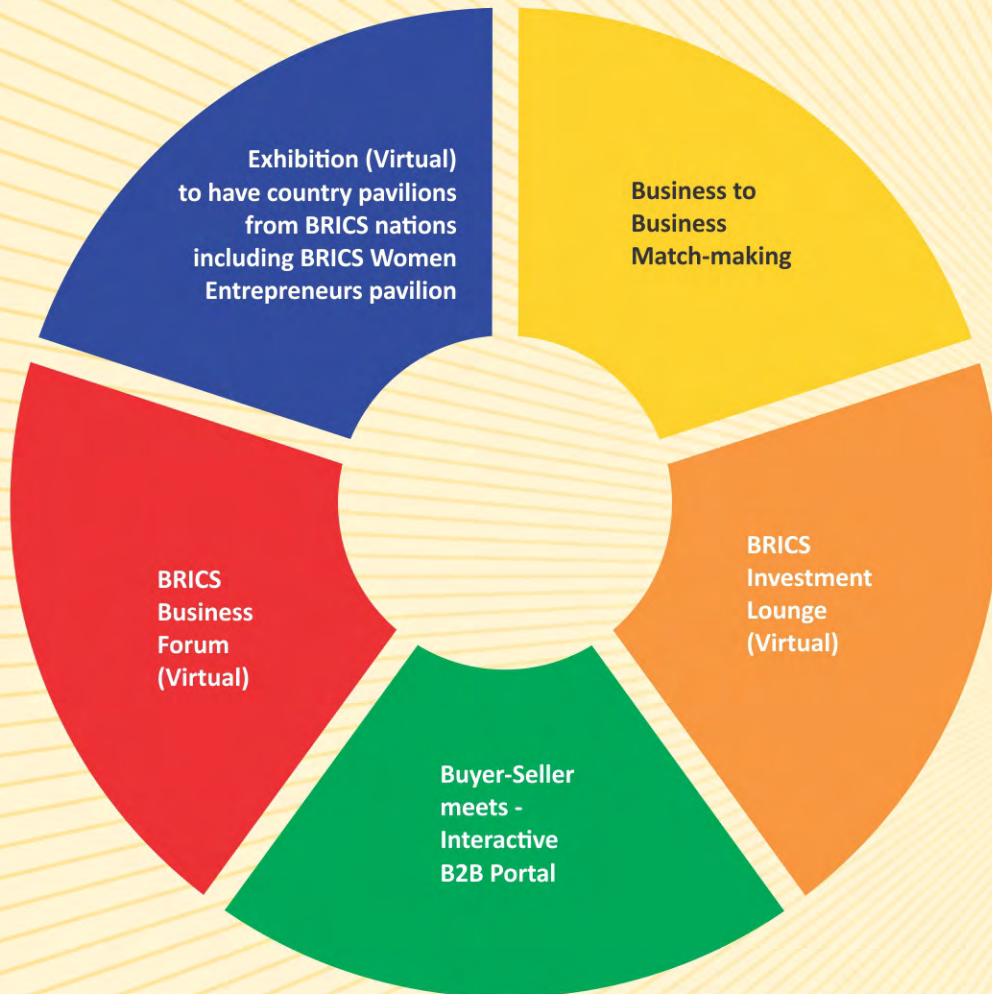 Exhibition (Virtual)
to have country pavilions
from BRICS nations
including BRICS Women
Entrepreneurs pavilion
Business to
Business
Match-making
BRICS
Investment
Lounge
(Virtual)
BRICS
Business
Forum
(Virtual)
Buyer-Seller
meets -
Interactive
B2B Portal